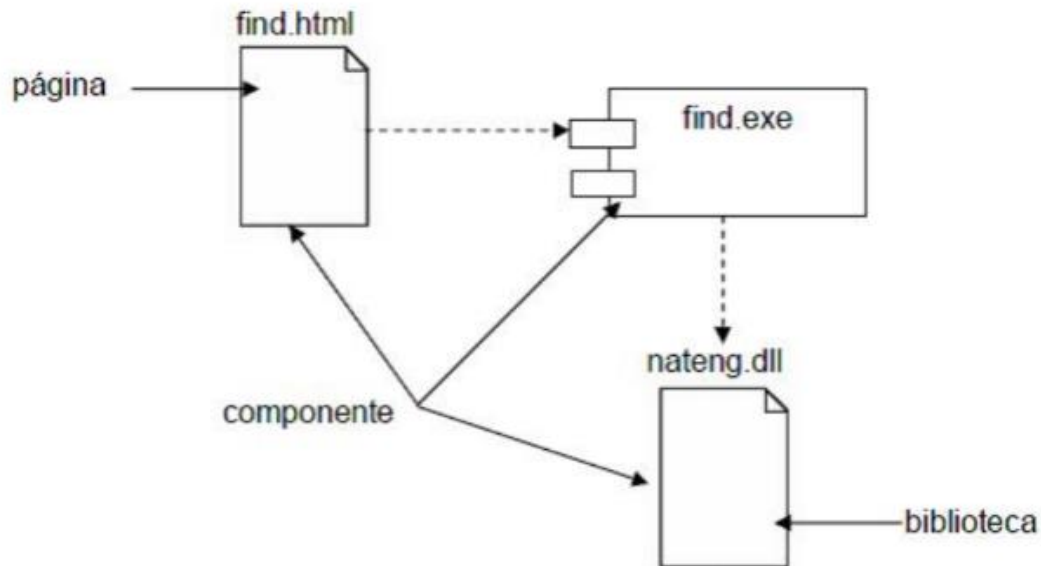 find.html
página
find.exe
nateng.dll
componente
biblioteca